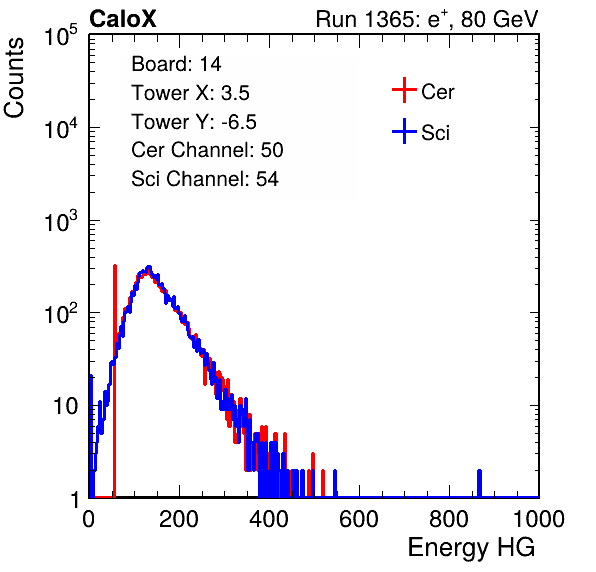 CaloX Run 1365: e⁺, 80 GeV
Counts
Board: 14
Tower X: 3.5
Tower Y: -6.5
Cer Channel: 50
Sci Channel: 54
Cer
Sci
10⁵
10⁴
10³
10²
10
1
0 200 400 600 800 1000
Energy HG